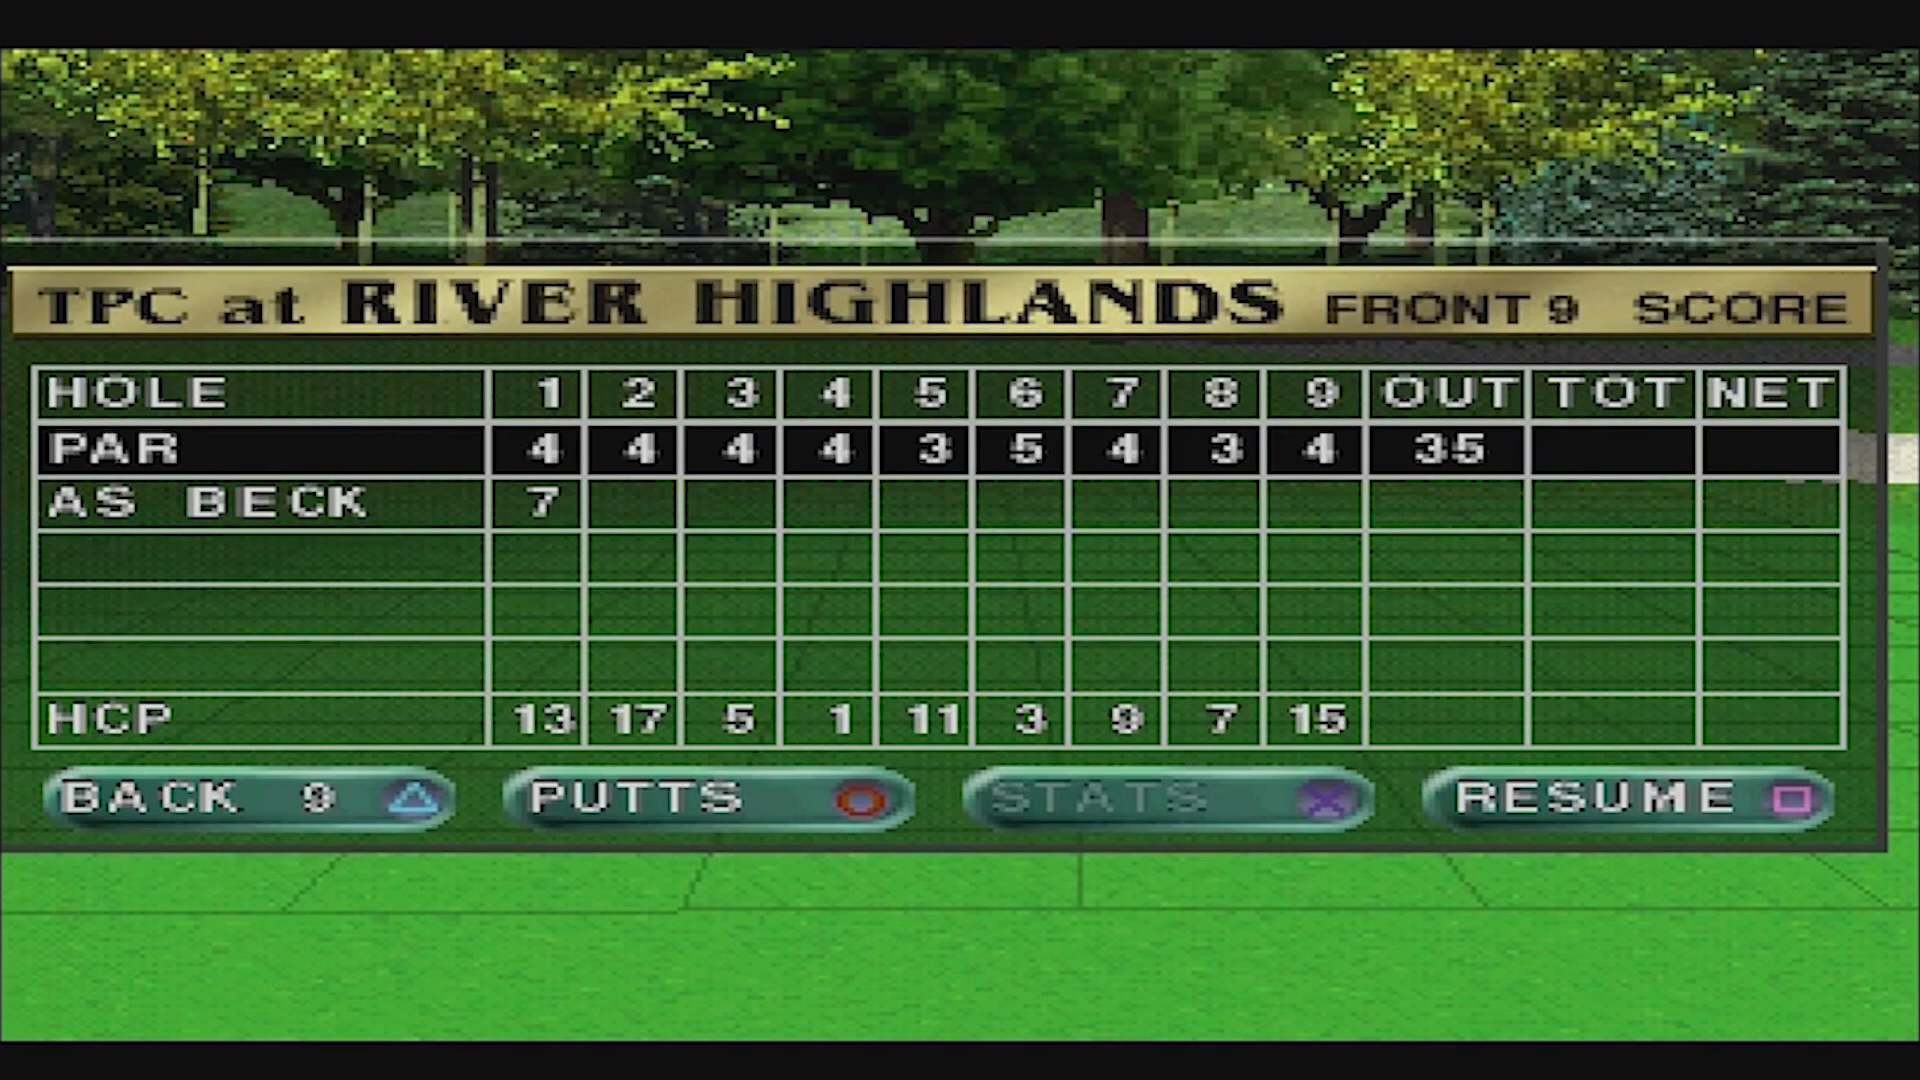 TPC at RIVER HIGHLANDS FRONT 9 SCORE
HOLE 1 2 3 4 5 6 7 8 9 OUT TOT NET
PAR 4 4 4 4 3 5 4 3 4 35
AS BECK 7
HCP 13 17 5 1 11 3 9 7 15
BACK 9 PUTTS STATS RESUME